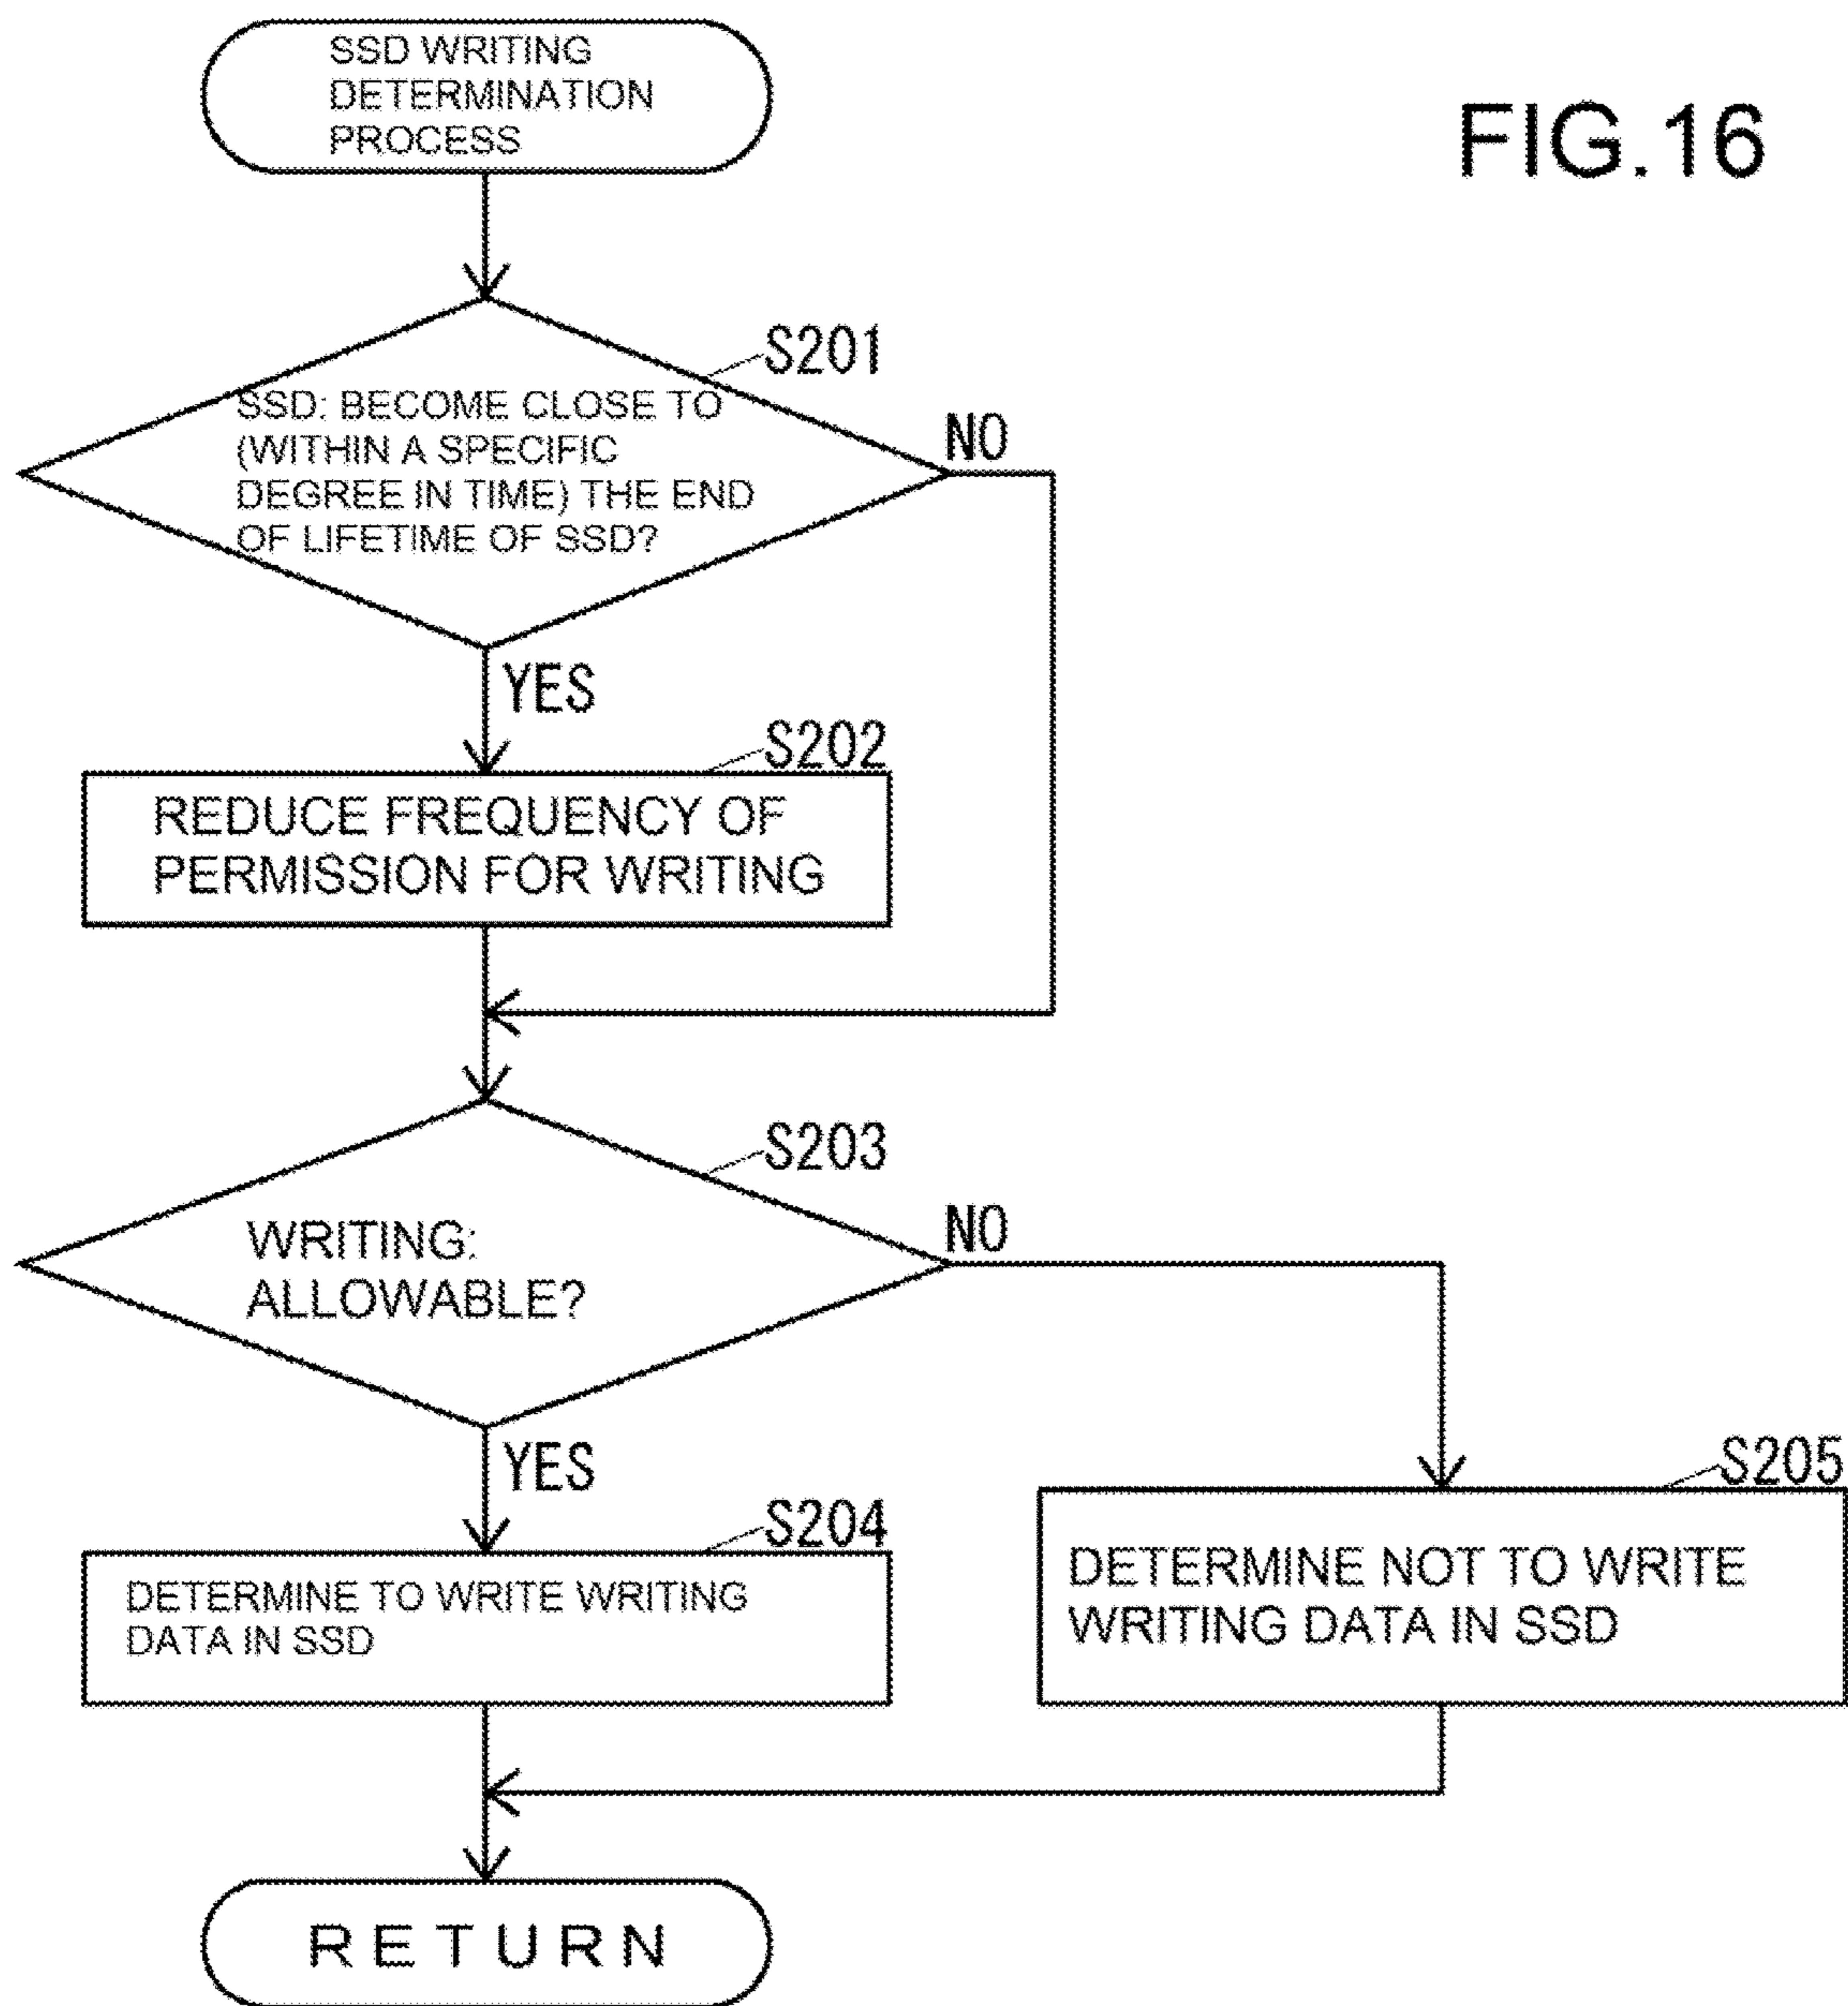 SSD WRITING
DETERMINATION
PROCESS
FIG.16
S201
SSD: BECOME CLOSE TO
(WITHIN A SPECIFIC
DEGREE IN TIME) THE END
OF LIFETIME OF SSD?
NO
YES
S202
REDUCE FREQUENCY OF
PERMISSION FOR WRITING
S203
WRITING:
ALLOWABLE?
NO
YES
S204
DETERMINE TO WRITE WRITING
DATA IN SSD
S205
DETERMINE NOT TO WRITE
WRITING DATA IN SSD
RETURN